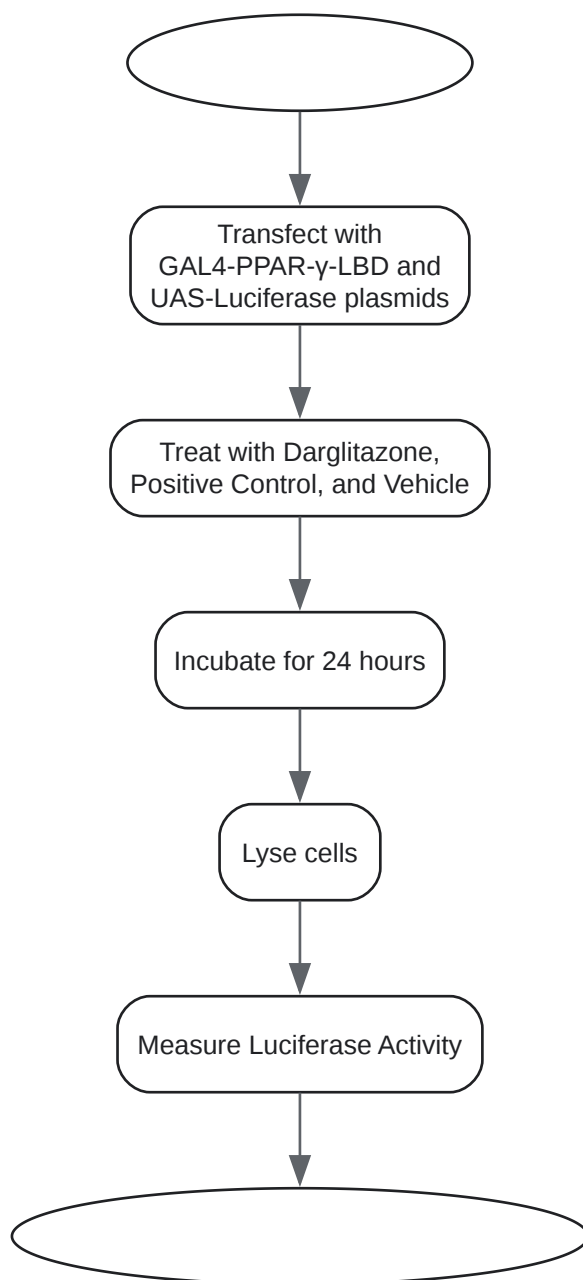 Transfect with
GAL4-PPAR-γ-LBD and
UAS-Luciferase plasmids
Treat with Darglitazone,
Positive Control, and Vehicle
Incubate for 24 hours
Lyse cells
Measure Luciferase Activity